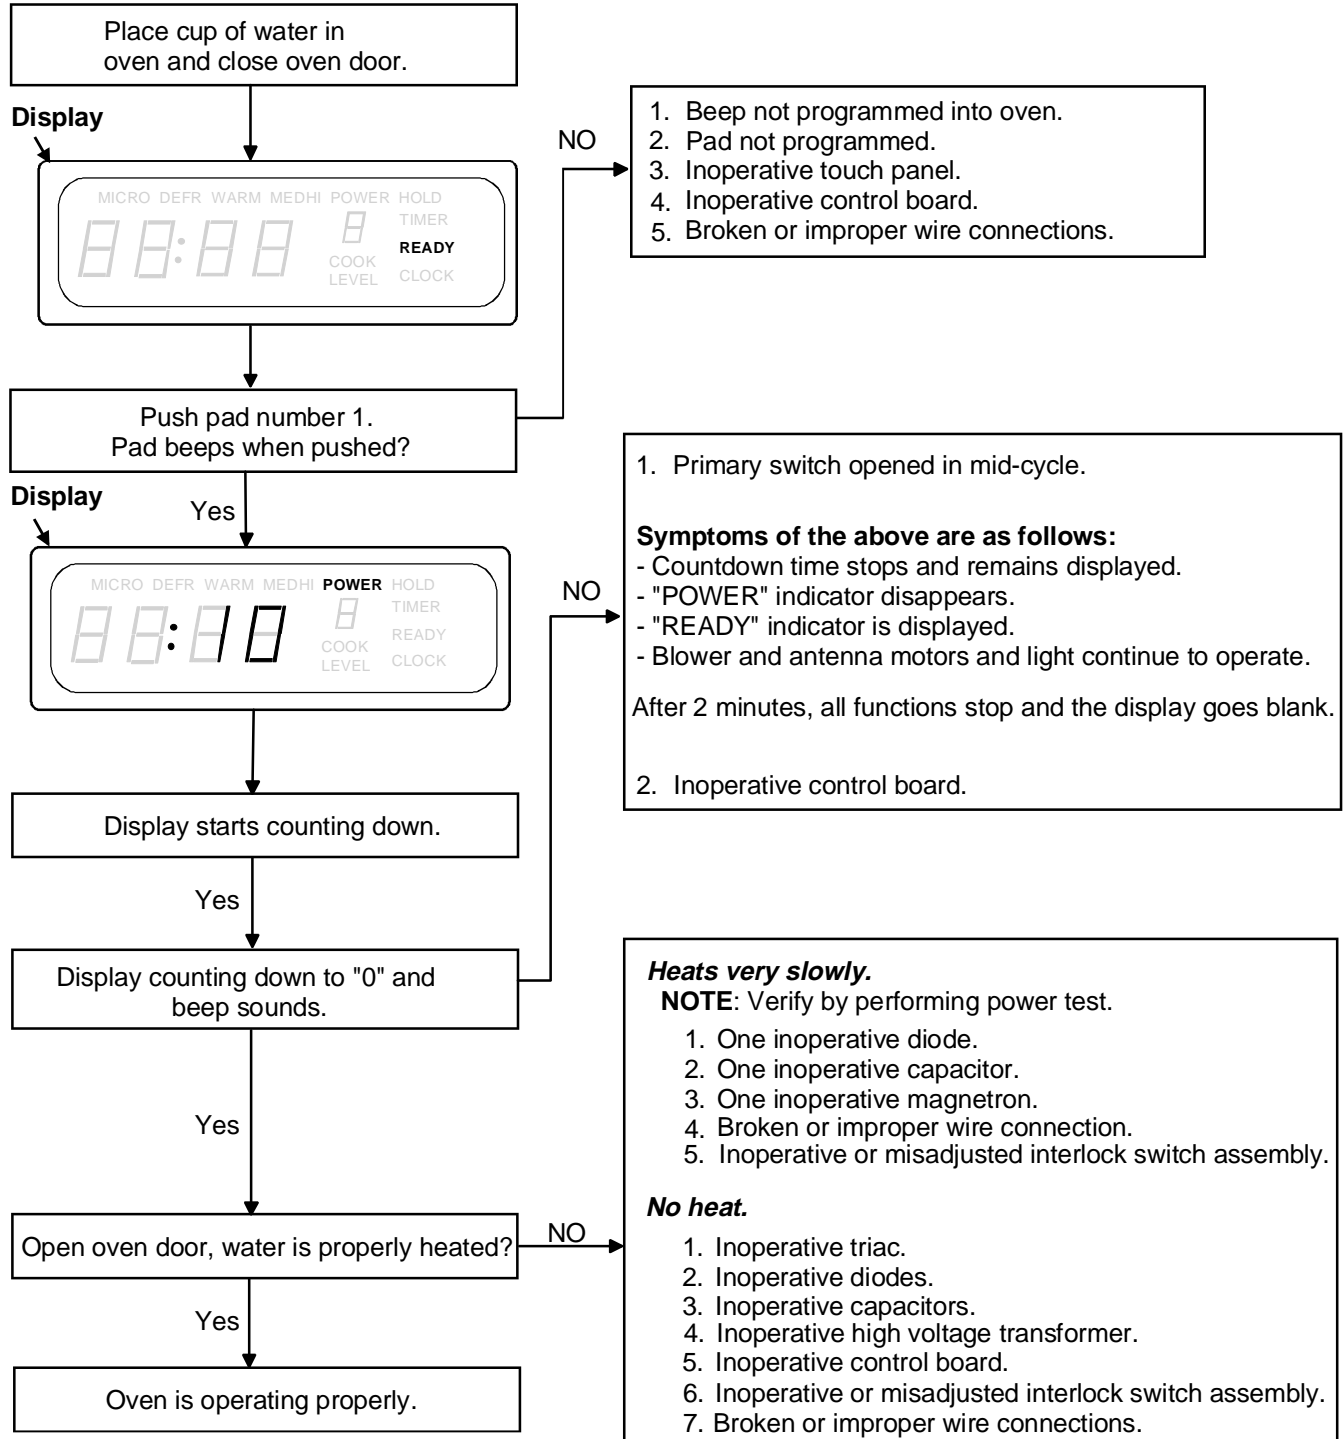 Place cup of water in
oven and close oven door.
Display
MICRO DEFR WARM MEDHI POWER HOLD
88:88 8 TIMER
READY
COOK
LEVEL CLOCK
NO
1. Beep not programmed into oven.
2. Pad not programmed.
3. Inoperative touch panel.
4. Inoperative control board.
5. Broken or improper wire connections.
Push pad number 1.
Pad beeps when pushed?
Display
Yes
MICRO DEFR WARM MEDHI POWER HOLD
:10 8 TIMER
READY
COOK
LEVEL CLOCK
NO
1. Primary switch opened in mid-cycle.
Symptoms of the above are as follows:
- Countdown time stops and remains displayed.
- "POWER" indicator disappears.
- "READY" indicator is displayed.
- Blower and antenna motors and light continue to operate.
After 2 minutes, all functions stop and the display goes blank.
2. Inoperative control board.
Display starts counting down.
Yes
Display counting down to "0" and
beep sounds.
Yes
Heats very slowly.
NOTE: Verify by performing power test.
1. One inoperative diode.
2. One inoperative capacitor.
3. One inoperative magnetron.
4. Broken or improper wire connection.
5. Inoperative or misadjusted interlock switch assembly.
No heat.
1. Inoperative triac.
2. Inoperative diodes.
3. Inoperative capacitors.
4. Inoperative high voltage transformer.
5. Inoperative control board.
6. Inoperative or misadjusted interlock switch assembly.
7. Broken or improper wire connections.
Open oven door, water is properly heated?
NO
Yes
Oven is operating properly.